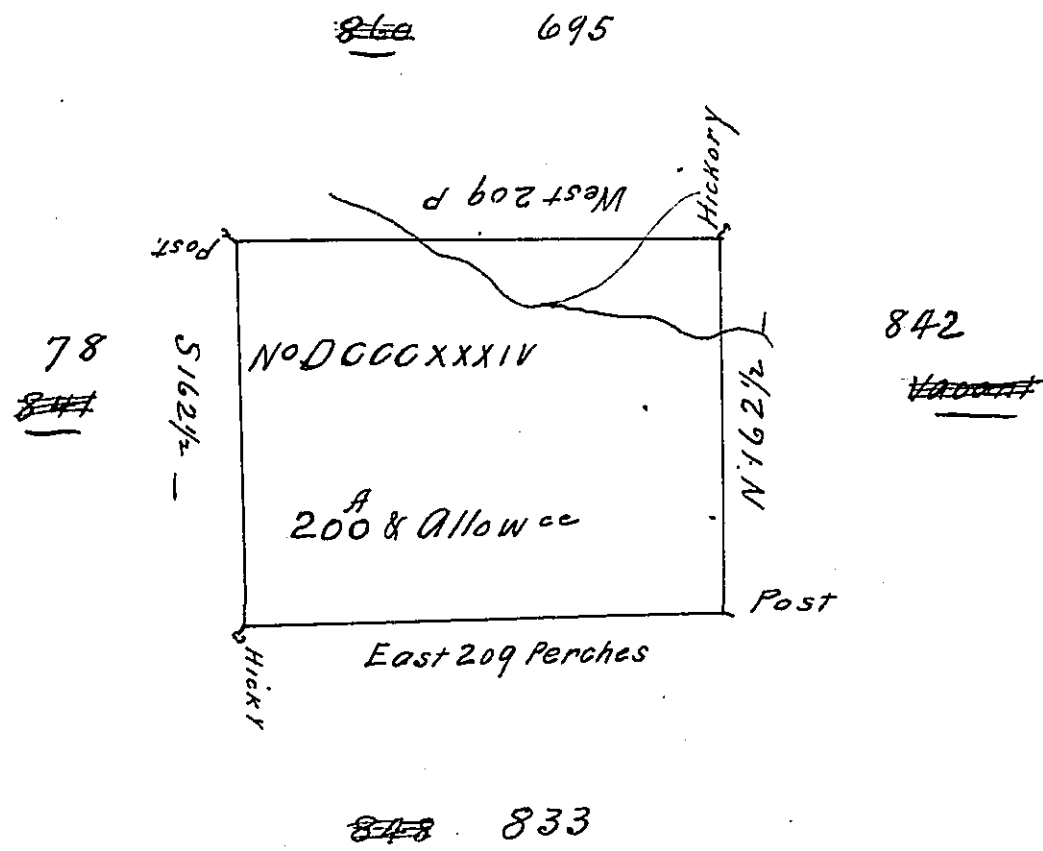 860 695
Hickory
West 209 P
Post.
78
841
S 162½ —
No DCCCXXXIV
N. 162½
842
Vacant
200 A & Allowce
Post
East 209 Perches
Hicky
848 833